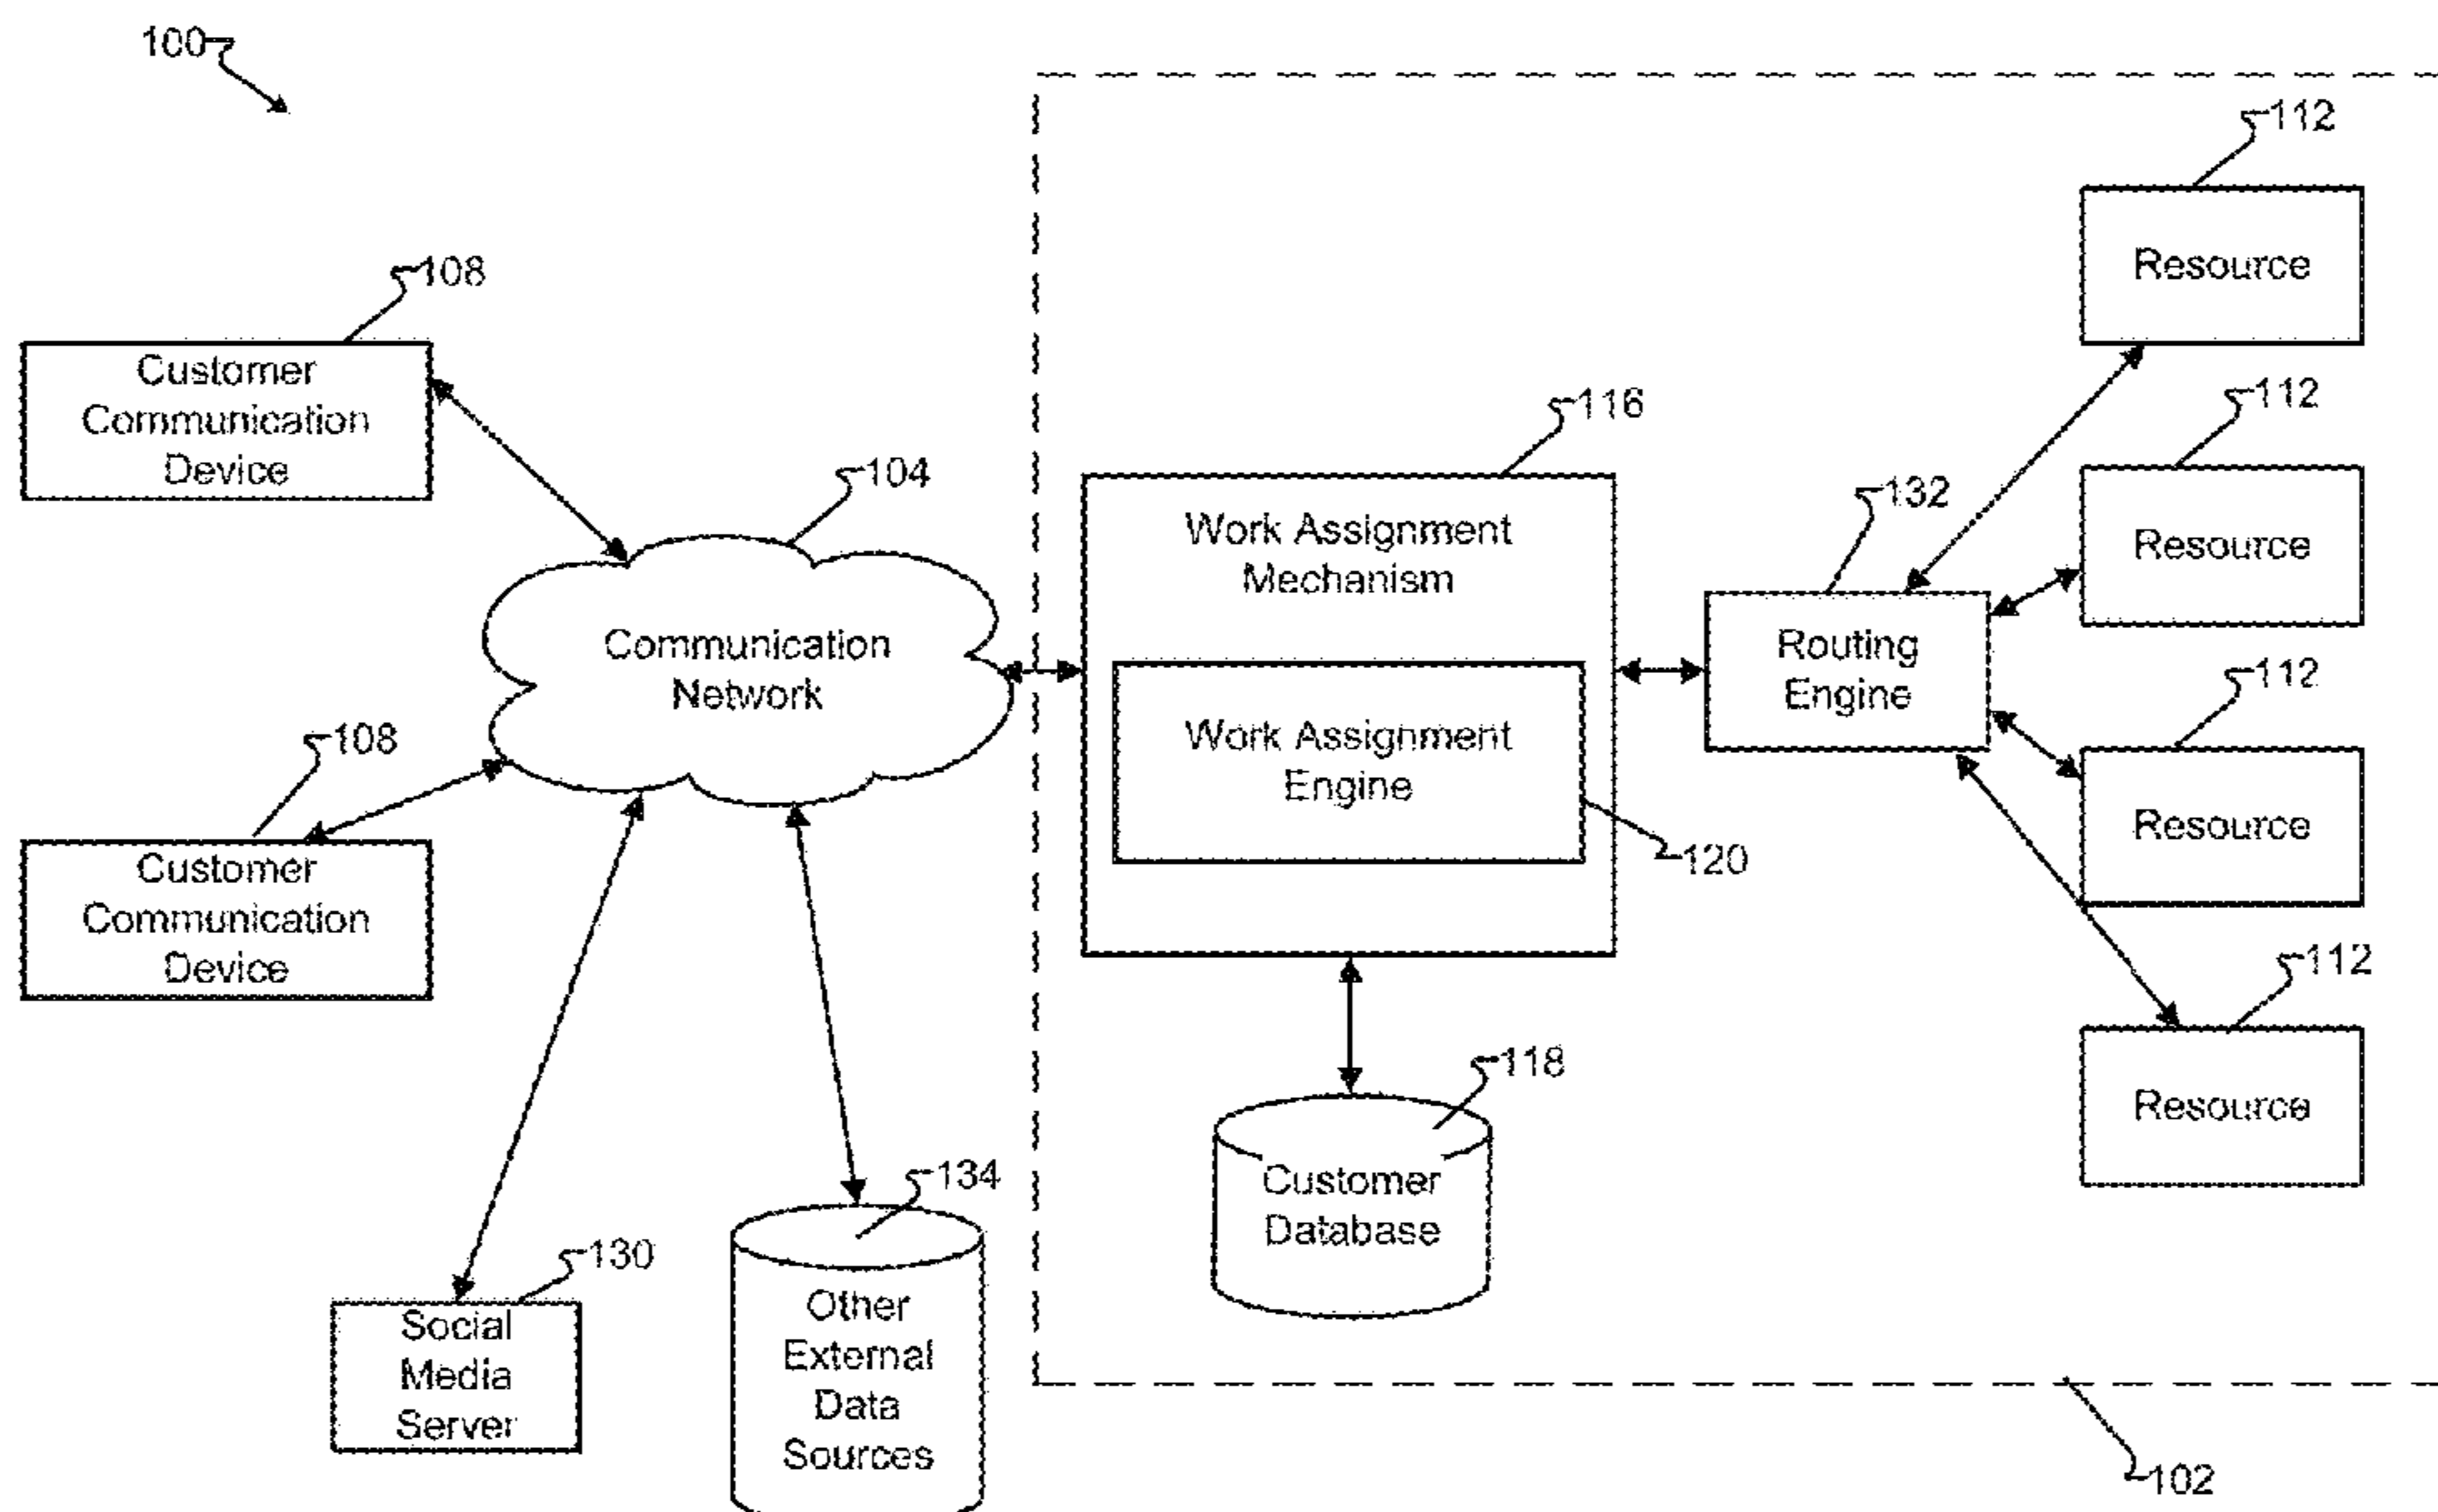 100
112
Resource
108
Customer
Communication
Device
112
Resource
116
Work Assignment
Mechanism
104
132
Communication
Network
Routing
Engine
112
Resource
108
Work Assignment
Engine
120
Customer
Communication
Device
112
Resource
118
Customer
Database
134
Other
External
Data
Sources
130
Social
Media
Server
102